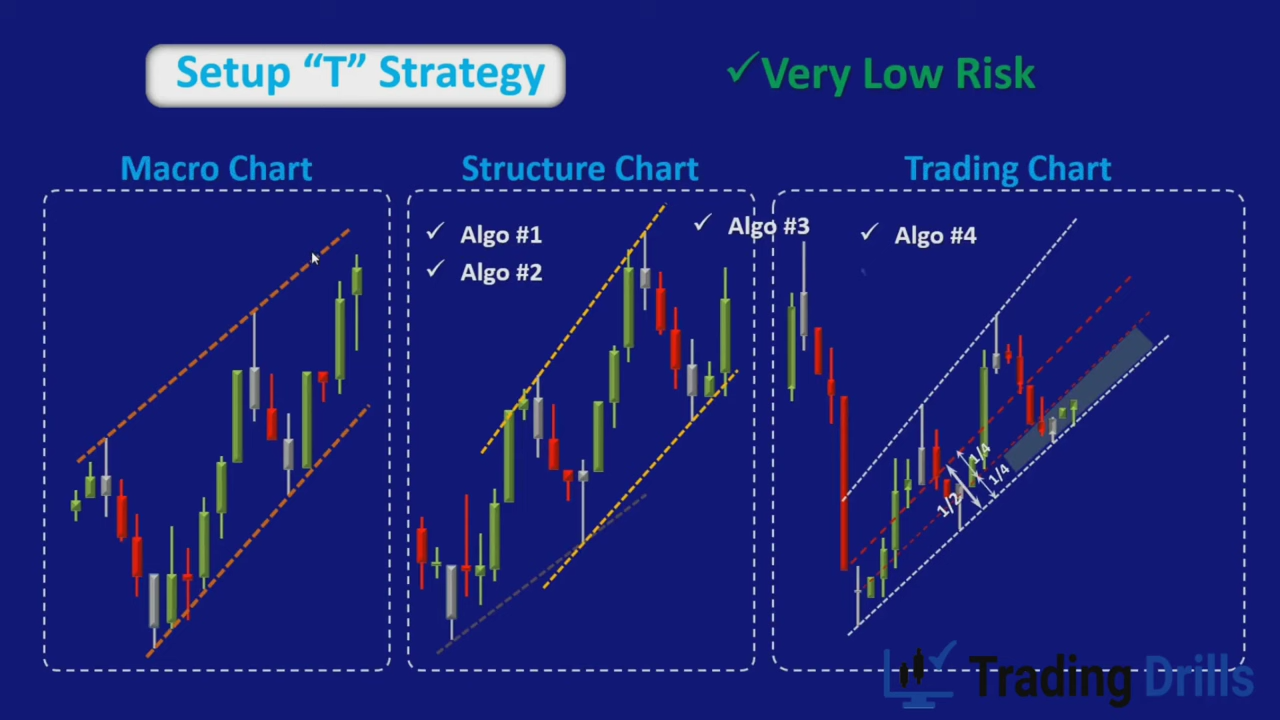 Setup “T” Strategy
✓Very Low Risk
Macro Chart
Structure Chart
Trading Chart
✓ Algo #1
✓ Algo #2
✓ Algo #3
✓ Algo #4
1/4
1/4
1/2
Trading Drills